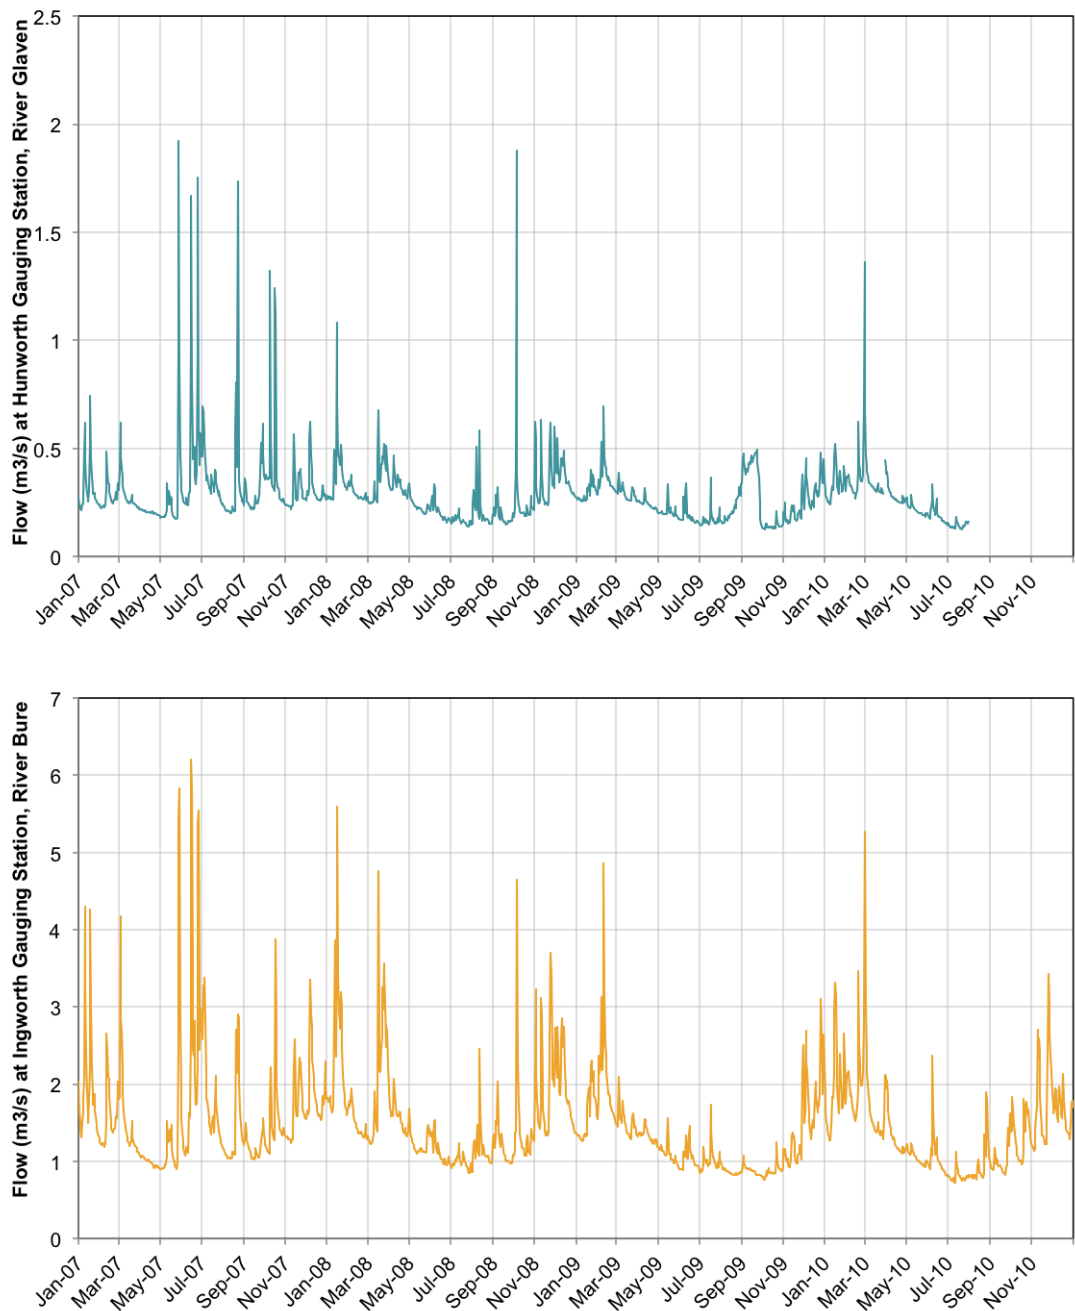 Flow (m3/s) at Hunworth Gauging Station, River Glaven
2.5
2
1.5
1
0.5
0
Jan-07
Mar-07
May-07
Jul-07
Sep-07
Nov-07
Jan-08
Mar-08
May-08
Jul-08
Sep-08
Nov-08
Jan-09
Mar-09
May-09
Jul-09
Sep-09
Nov-09
Jan-10
Mar-10
May-10
Jul-10
Sep-10
Nov-10
Flow (m3/s) at Ingworth Gauging Station, River Bure
7
6
5
4
3
2
1
0
Jan-07
Mar-07
May-07
Jul-07
Sep-07
Nov-07
Jan-08
Mar-08
May-08
Jul-08
Sep-08
Nov-08
Jan-09
Mar-09
May-09
Jul-09
Sep-09
Nov-09
Jan-10
Mar-10
May-10
Jul-10
Sep-10
Nov-10